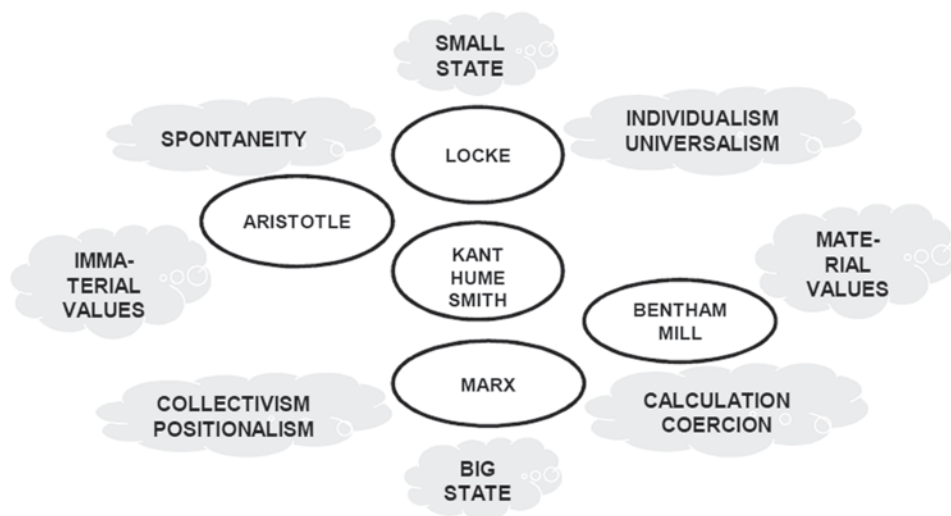 SMALL
STATE
INDIVIDUALISM
UNIVERSALISM
SPONTANEITY
LOCKE
ARISTOTLE
IMMA-
TERIAL
VALUES
KANT
HUME
SMITH
MATE-
RIAL
VALUES
BENTHAM
MILL
MARX
COLLECTIVISM
POSITIONALISM
CALCULATION
COERCION
BIG
STATE